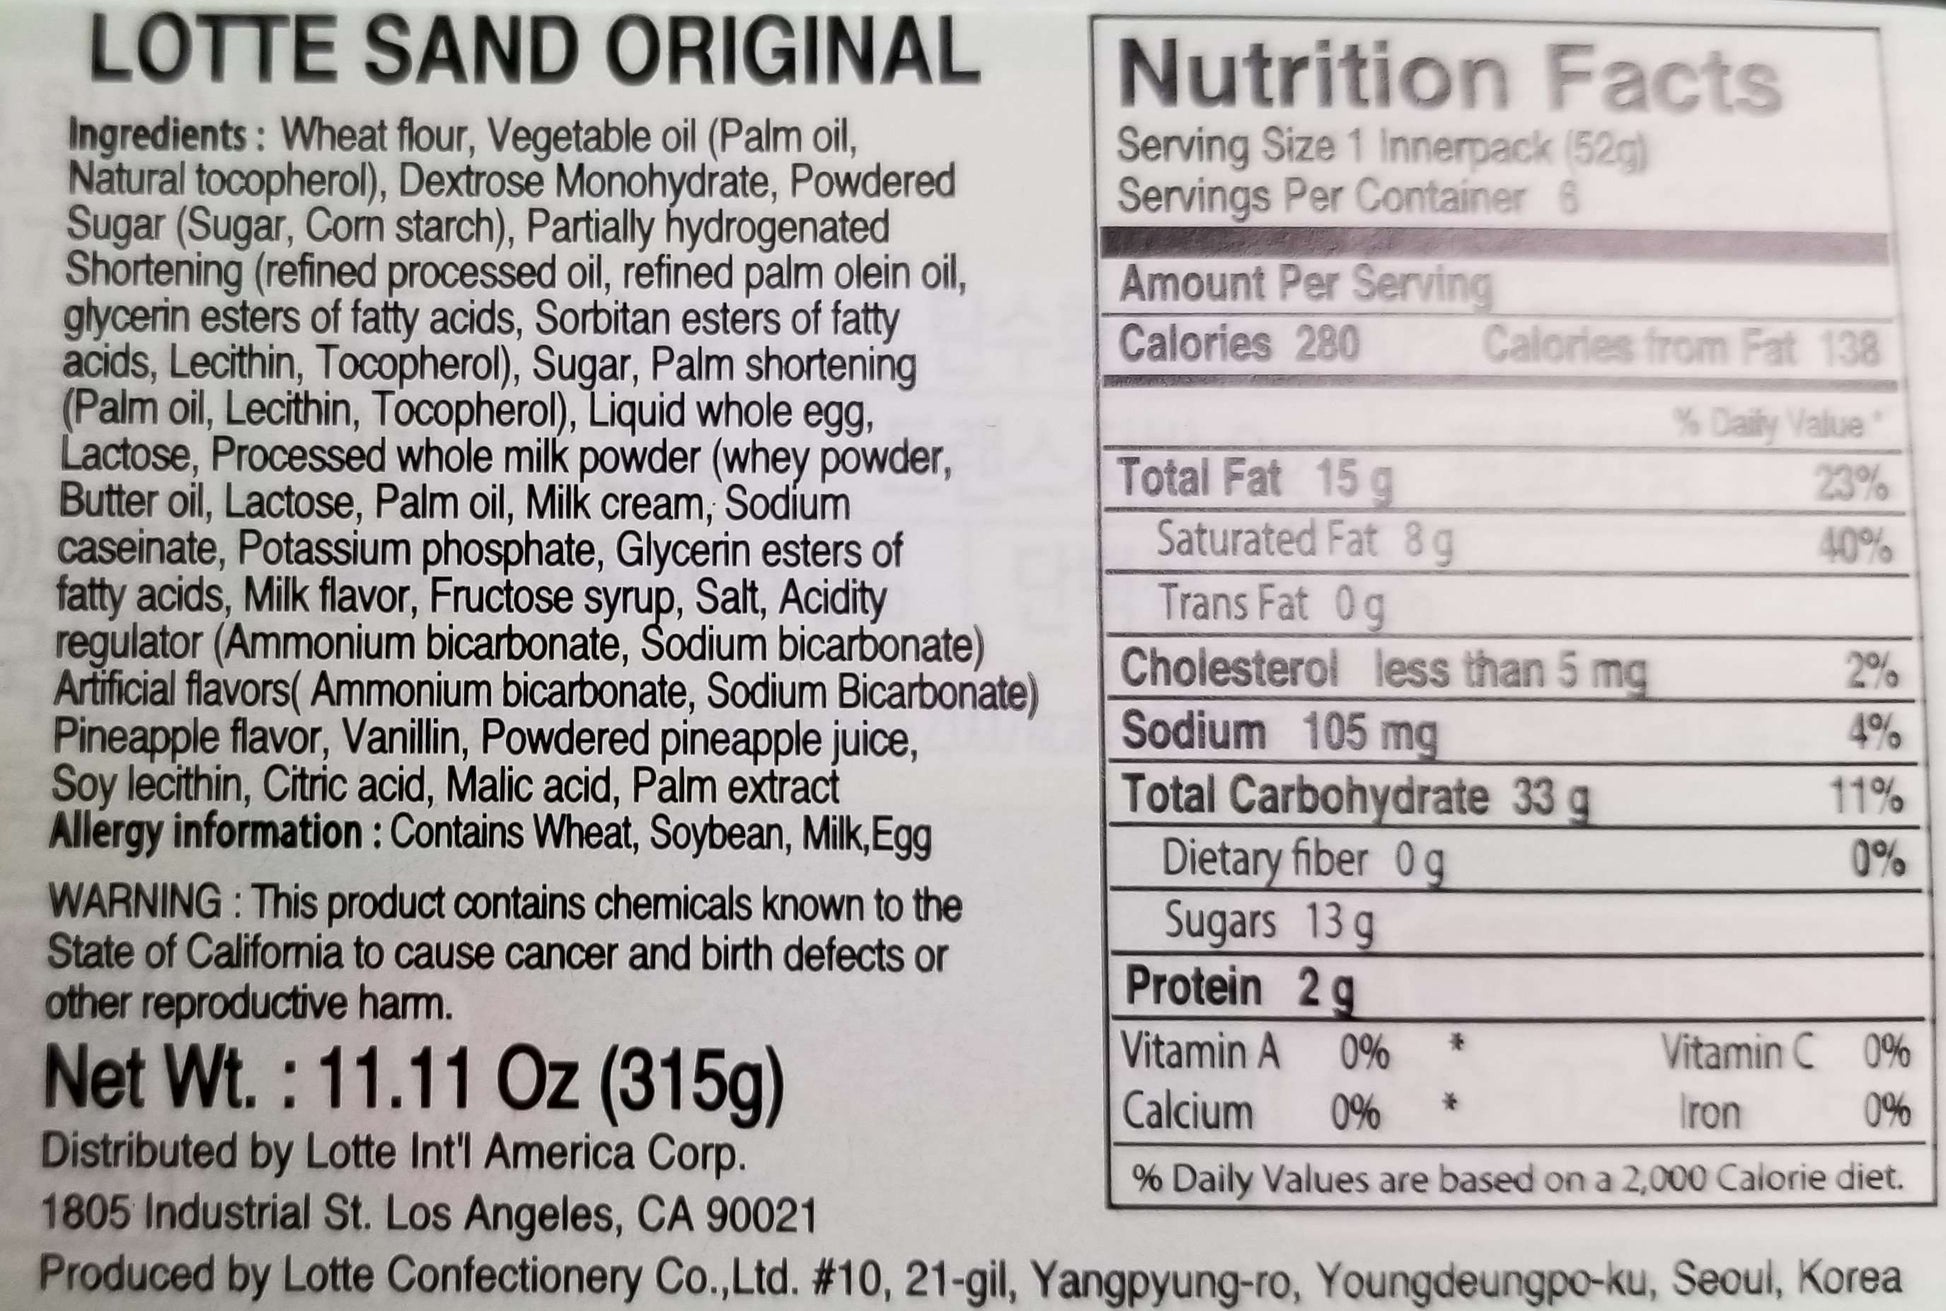 LOTTE SAND ORIGINAL
Ingredients : Wheat flour, Vegetable oil (Palm oil,
Natural tocopherol), Dextrose Monohydrate, Powdered
Sugar (Sugar, Corn starch), Partially hydrogenated
Shortening (refined processed oil, refined palm olein oil,
glycerin esters of fatty acids, Sorbitan esters of fatty
acids, Lecithin, Tocopherol), Sugar, Palm shortening
(Palm oil, Lecithin, Tocopherol), Liquid whole egg,
Lactose, Processed whole milk powder (whey powder,
Butter oil, Lactose, Palm oil, Milk cream, Sodium
caseinate, Potassium phosphate, Glycerin esters of
fatty acids, Milk flavor, Fructose syrup, Salt, Acidity
regulator (Ammonium bicarbonate, Sodium bicarbonate)
Artificial flavors( Ammonium bicarbonate, Sodium Bicarbonate)
Pineapple flavor, Vanillin, Powdered pineapple juice,
Soy lecithin, Citric acid, Malic acid, Palm extract
Allergy information : Contains Wheat, Soybean, Milk,Egg
WARNING : This product contains chemicals known to the
State of California to cause cancer and birth defects or
other reproductive harm.
Net Wt. : 11.11 Oz (315g)
Distributed by Lotte Int'l America Corp.
1805 Industrial St. Los Angeles, CA 90021
Produced by Lotte Confectionery Co.,Ltd. #10, 21-gil, Yangpyung-ro, Youngdeungpo-ku, Seoul, Korea
Nutrition Facts
Serving Size 1 Innerpack (52g)
Servings Per Container 6
Amount Per Serving
Calories 280 Calories from Fat 138
% Daily Value *
Total Fat 15 g 23%
Saturated Fat 8 g 40%
Trans Fat 0 g
Cholesterol less than 5 mg 2%
Sodium 105 mg 4%
Total Carbohydrate 33 g 11%
Dietary fiber 0 g 0%
Sugars 13 g
Protein 2 g
Vitamin A 0% * Vitamin C 0%
Calcium 0% * Iron 0%
% Daily Values are based on a 2,000 Calorie diet.